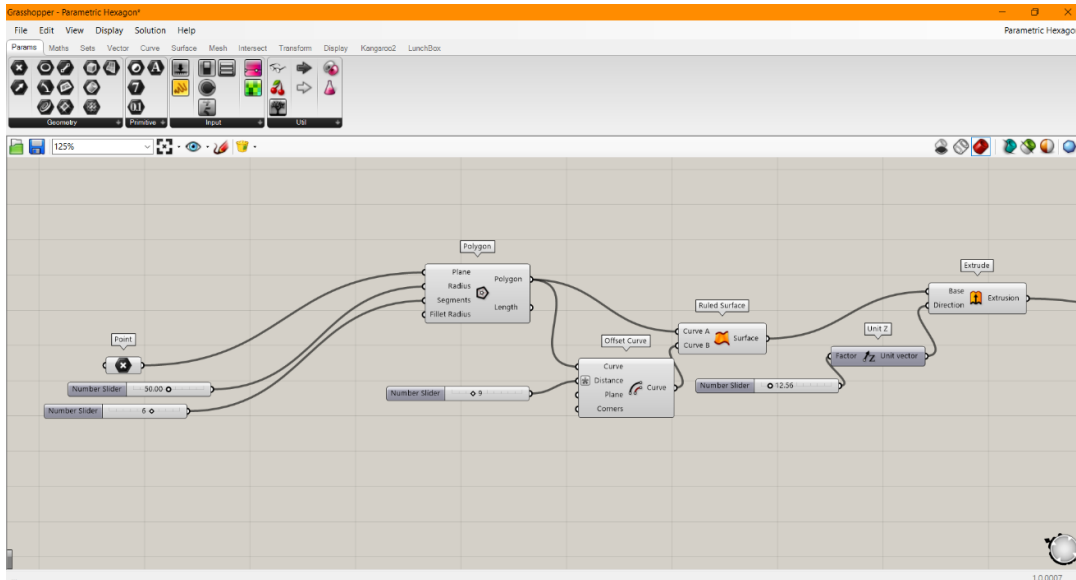 Grasshopper - Parametric Hexagon*
File Edit View Display Solution Help
Parametric Hexagon
Params Maths Sets Vector Curve Surface Mesh Intersect Transform Display Kangaroo2 LunchBox
Geometry Primitive Input Util
125%
Polygon
Plane
Radius
Segments
Fillet Radius
Polygon
Length
Point
Number Slider 50.00
Number Slider 6
Number Slider 9
Offset Curve
Curve
Distance
Plane
Corners
Curve
Ruled Surface
Curve A
Curve B
Surface
Number Slider 12.56
Unit Z
Factor Unit vector
Extrude
Base
Direction
Extrusion
1.0.0007